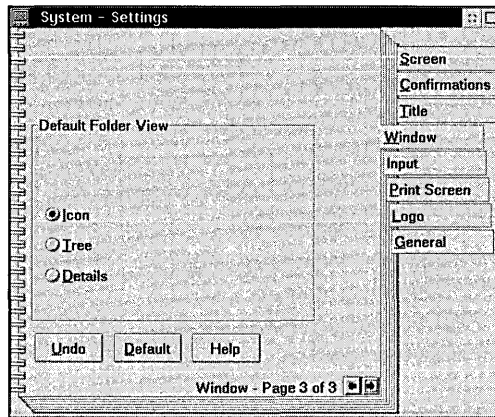 System - Settings
Screen
Confirmations
Title
Window
Input
Print Screen
Logo
General
Default Folder View
Icon
Tree
Details
Undo
Default
Help
Window - Page 3 of 3